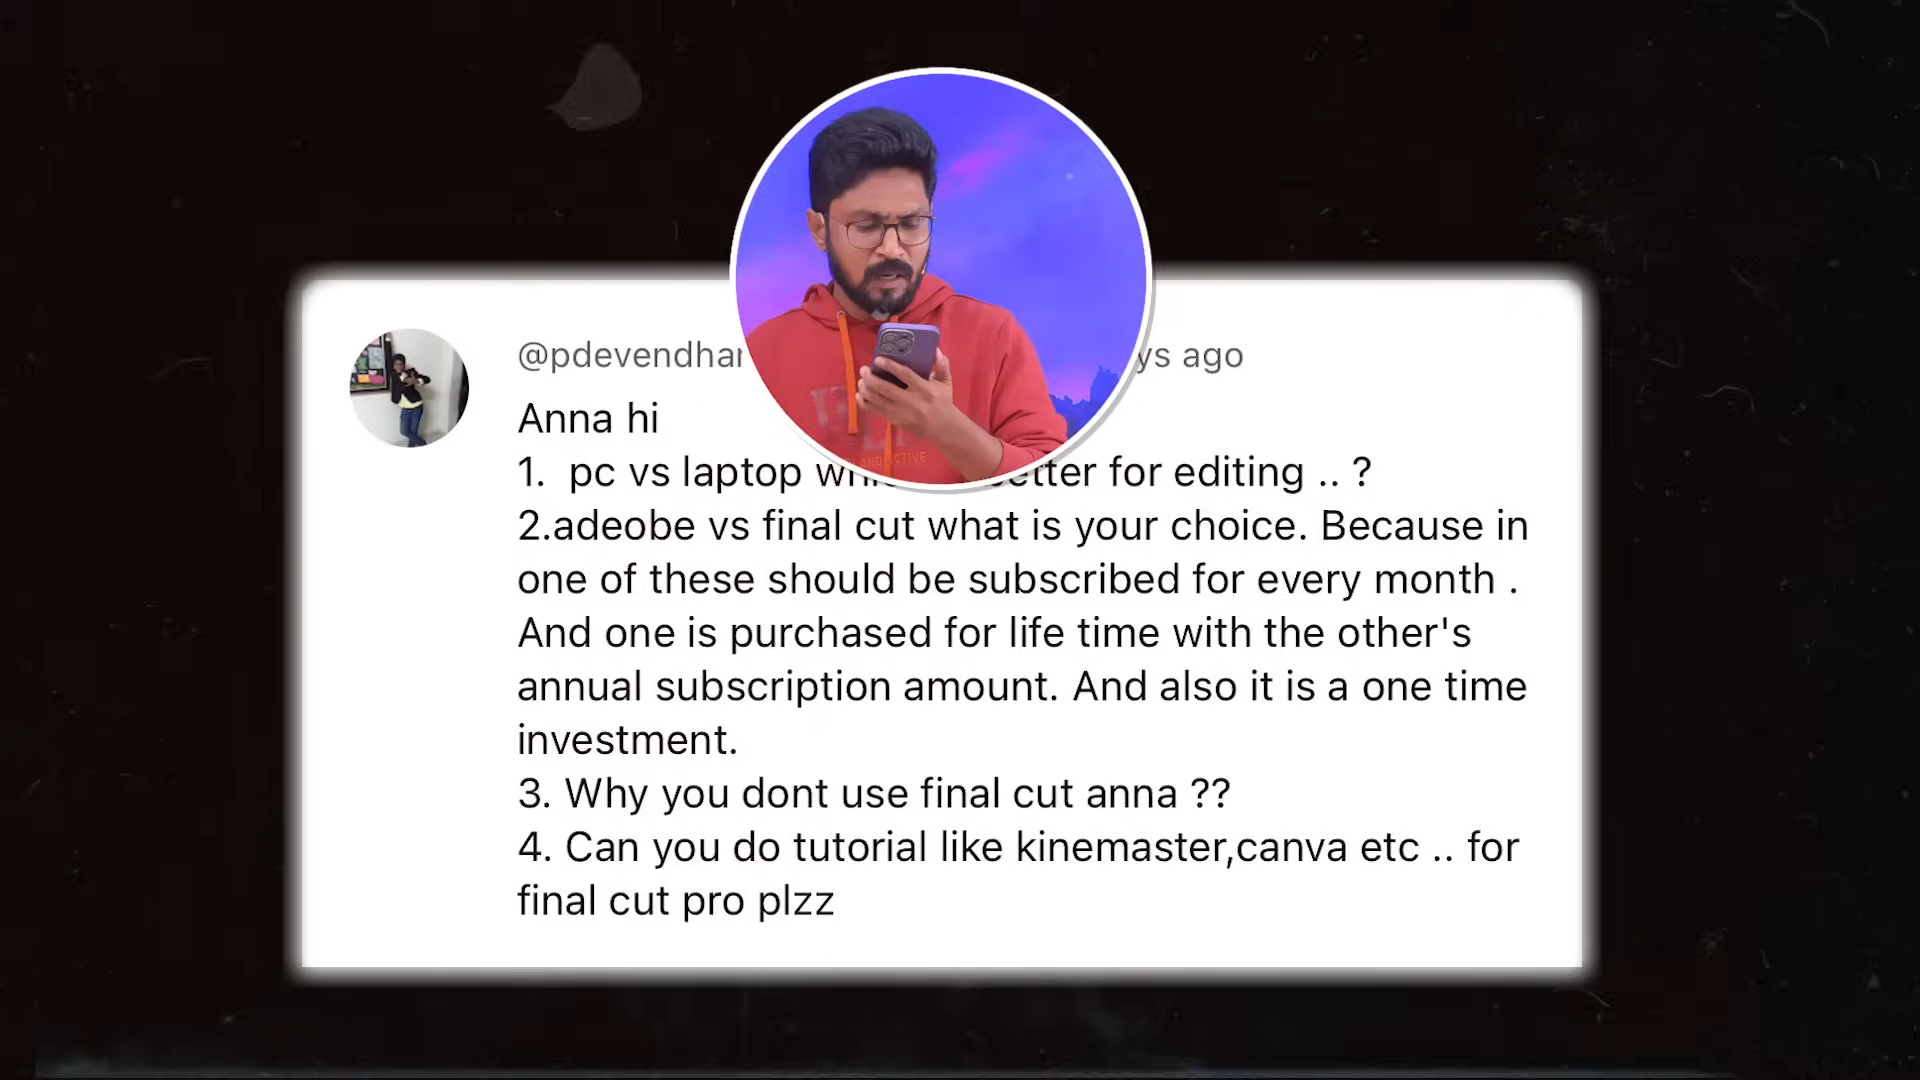 @pdevendhar
ys ago
Anna hi
1. pc vs laptop better for editing .. ?
2.adeobe vs final cut what is your choice. Because in
one of these should be subscribed for every month .
And one is purchased for life time with the other's
annual subscription amount. And also it is a one time
investment.
3. Why you dont use final cut anna ??
4. Can you do tutorial like kinemaster,canva etc .. for
final cut pro plzz